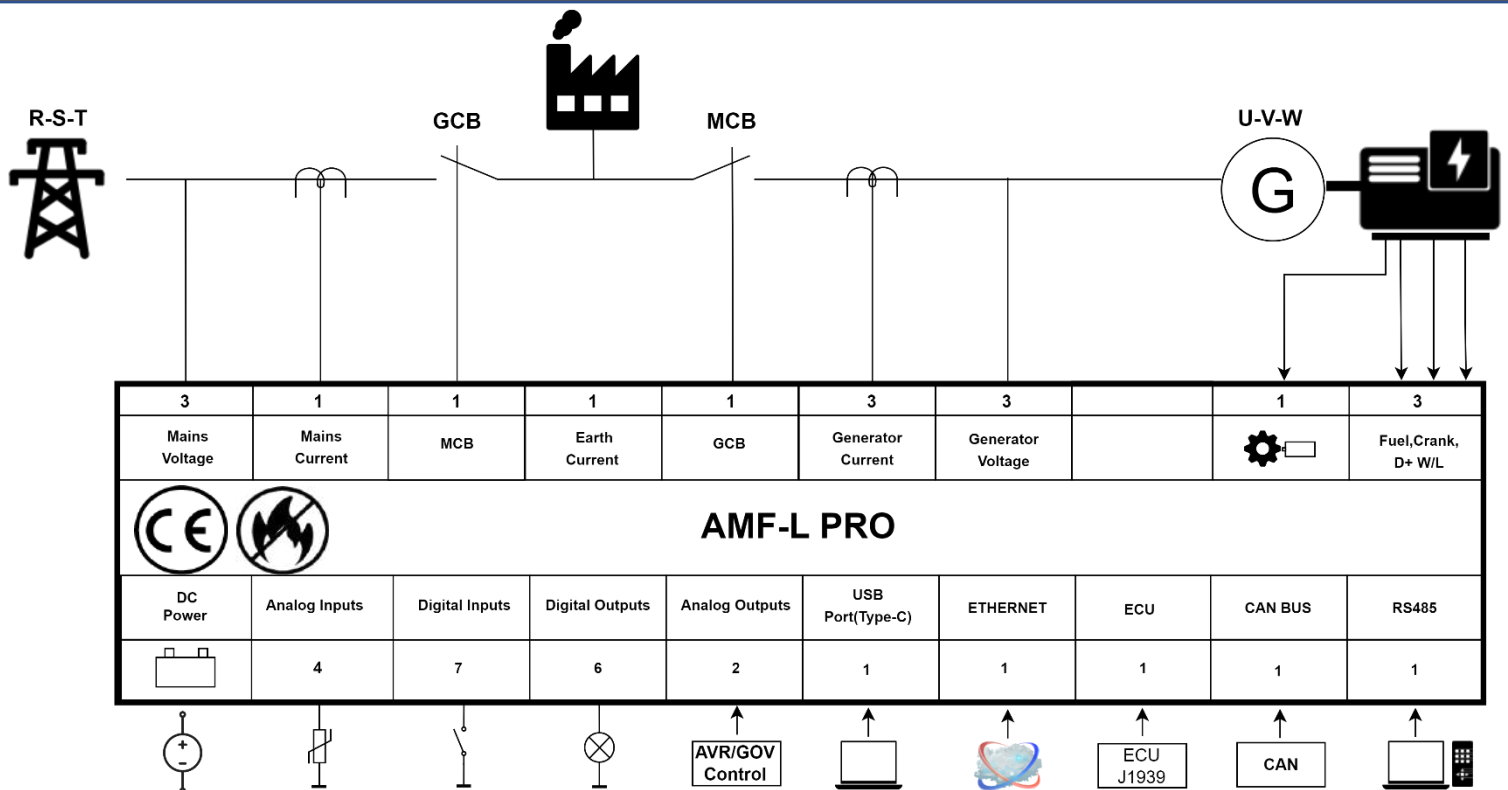 R-S-T
GCB
MCB
U-V-W
G
3
1
1
1
1
3
3
1
3
Mains
Voltage
Mains
Current
MCB
Earth
Current
GCB
Generator
Current
Generator
Voltage
Fuel,Crank,
D+ W/L
CE
AMF-L PRO
DC
Power
Analog Inputs
Digital Inputs
Digital Outputs
Analog Outputs
USB
Port(Type-C)
ETHERNET
ECU
CAN BUS
RS485
4
7
6
2
1
1
1
1
1
+
-
AVR/GOV
Control
ECU
J1939
CAN